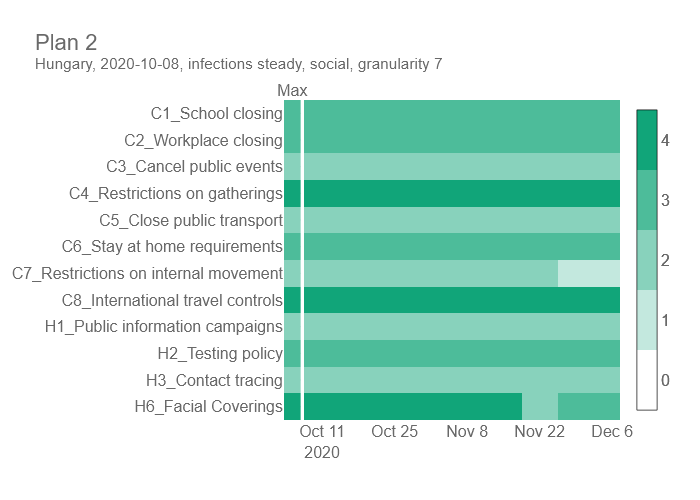 Plan 2
Hungary, 2020-10-08, infections steady, social, granularity 7
Max
C1_School closing
C2_Workplace closing
C3_Cancel public events
C4_Restrictions on gatherings
C5_Close public transport
C6_Stay at home requirements
C7_Restrictions on internal movement
C8_International travel controls
H1_Public information campaigns
H2_Testing policy
H3_Contact tracing
H6_Facial Coverings
Oct 11 Oct 25 Nov 8 Nov 22 Dec 6
2020
4
3
2
1
0